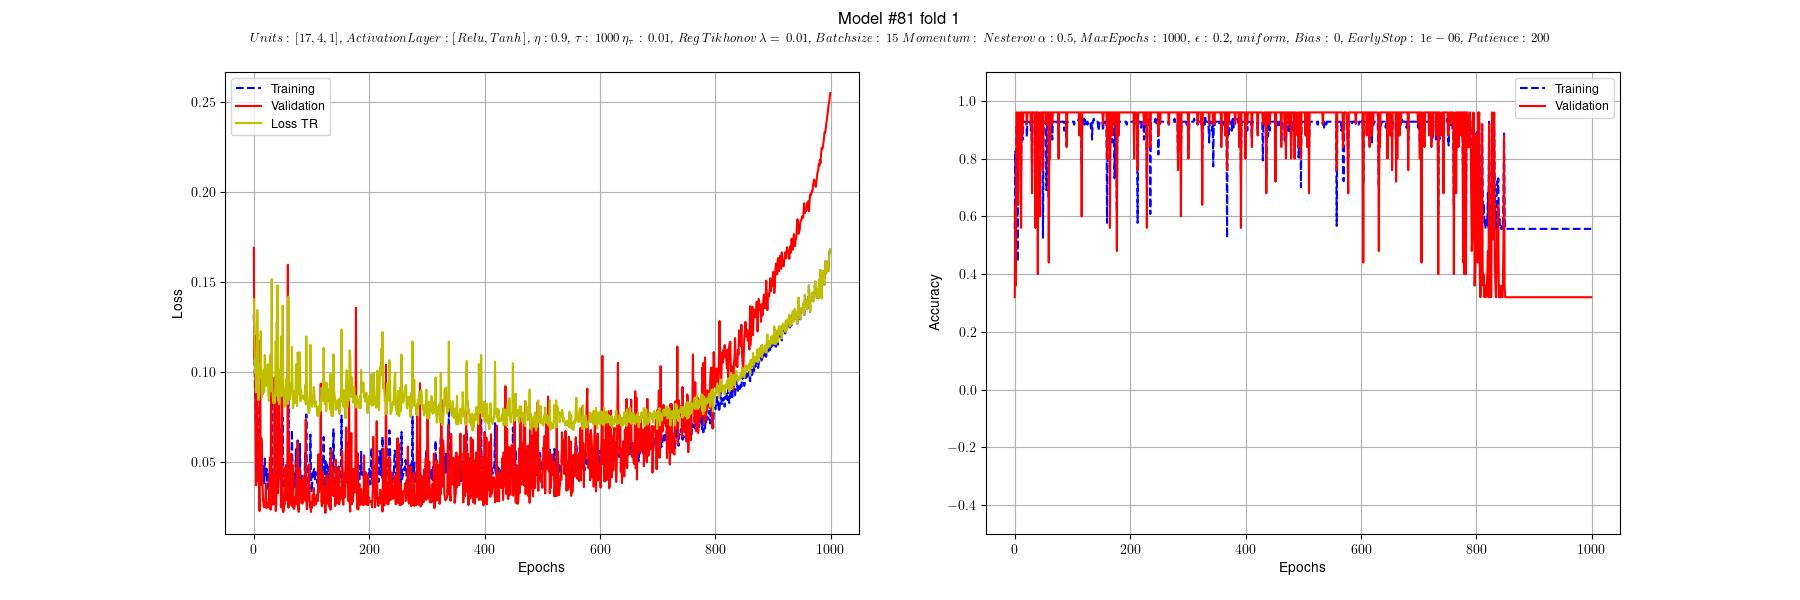 Model #81 fold 1
Units : [17, 4, 1], ActivationLayer : [Relu, Tanh], η : 0.9, τ : 1000 ητ : 0.01, Reg Tikhonov λ = 0.01, Batchsize : 15 Momentum : Nesterov α : 0.5, MaxEpochs : 1000, ϵ : 0.2, uniform, Bias : 0, EarlyStop : 1e − 06, Patience : 200
Training
Validation
Loss TR
0.25
0.20
0.15
0.10
0.05
Loss
0
200
400
600
800
1000
Epochs
Training
Validation
1.0
0.8
0.6
0.4
0.2
0.0
−0.2
−0.4
Accuracy
0
200
400
600
800
1000
Epochs